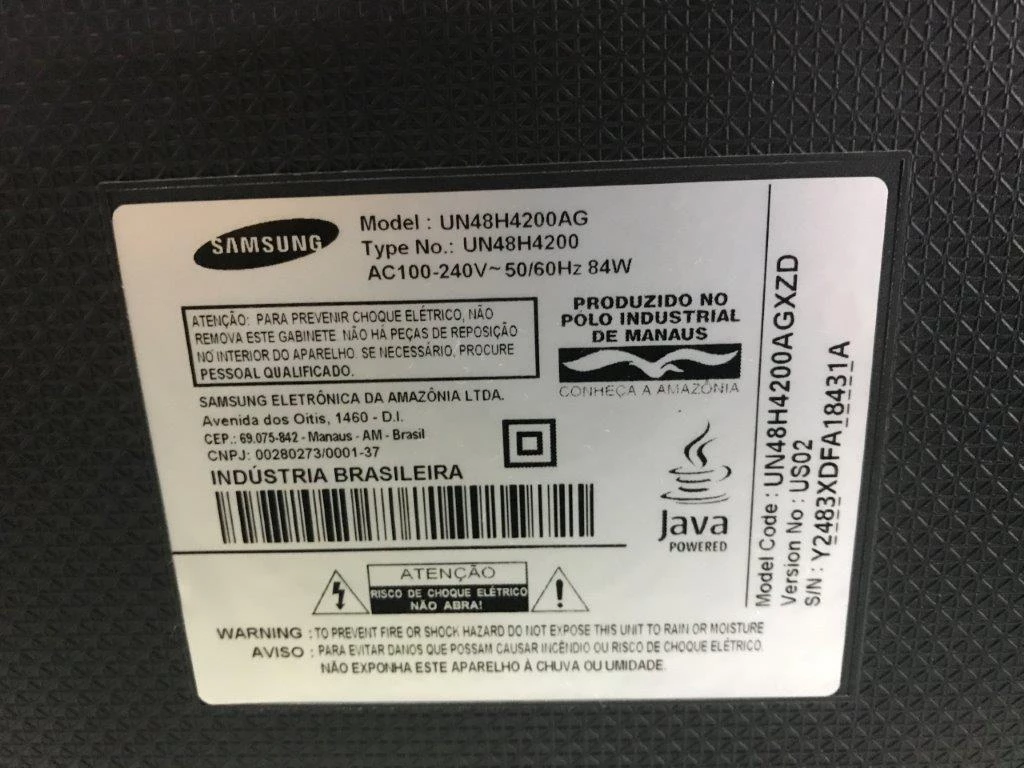 SAMSUNG
Model : UN48H4200AG
Type No.: UN48H4200
AC100-240V~ 50/60Hz 84W
ATENÇÃO: PARA PREVENIR CHOQUE ELÉTRICO, NÃO
REMOVA ESTE GABINETE. NÃO HÁ PEÇAS DE REPOSIÇÃO
NO INTERIOR DO APARELHO. SE NECESSÁRIO, PROCURE
PESSOAL QUALIFICADO.
PRODUZIDO NO
PÓLO INDUSTRIAL
DE MANAUS
CONHEÇA A AMAZÔNIA
SAMSUNG ELETRÔNICA DA AMAZÔNIA LTDA.
Avenida dos Oitis, 1460 - D.I.
CEP.: 69.075-842 - Manaus - AM - Brasil
CNPJ: 00280273/0001-37
INDÚSTRIA BRASILEIRA
Java
POWERED
ATENÇÃO
RISCO DE CHOQUE ELÉTRICO
NÃO ABRA!
WARNING : TO PREVENT FIRE OR SHOCK HAZARD DO NOT EXPOSE THIS UNIT TO RAIN OR MOISTURE
AVISO : PARA EVITAR DANOS QUE POSSAM CAUSAR INCÊNDIO OU RISCO DE CHOQUE ELÉTRICO.
NÃO EXPONHA ESTE APARELHO À CHUVA OU UMIDADE.
Model Code : UN48H4200AGXZD
Version No : US02
S/N : Y2483XDFA18431A